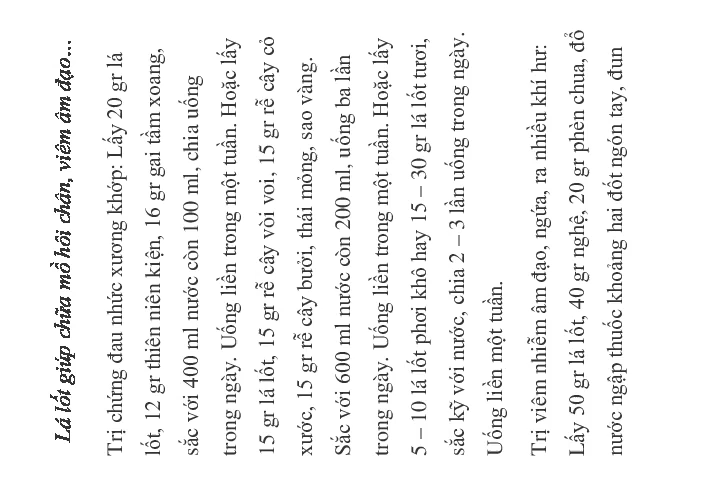 Lá lốt giúp chữa mồ hôi chân, viêm âm đạo...
Trị chứng đau nhức xương khớp: Lấy 20 gr lá
lốt, 12 gr thiên niên kiện, 16 gr gai tầm xoang,
sắc với 400 ml nước còn 100 ml, chia uống
trong ngày. Uống liền trong một tuần. Hoặc lấy
15 gr lá lốt, 15 gr rễ cây vòi voi, 15 gr rễ cây cỏ
xước, 15 gr rễ cây bưởi, thái mỏng, sao vàng.
Sắc với 600 ml nước còn 200 ml, uống ba lần
trong ngày. Uống liền trong một tuần. Hoặc lấy
5 – 10 lá lốt phơi khô hay 15 – 30 gr lá lốt tươi,
sắc kỹ với nước, chia 2 – 3 lần uống trong ngày.
Uống liền một tuần.
Trị viêm nhiễm âm đạo, ngứa, ra nhiều khí hư:
Lấy 50 gr lá lốt, 40 gr nghệ, 20 gr phèn chua, đổ
nước ngập thuốc khoảng hai đốt ngón tay, đun